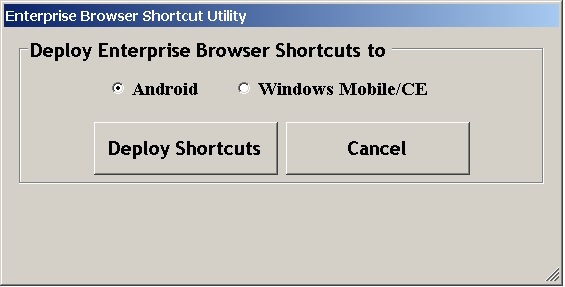 Enterprise Browser Shortcut Utility
Deploy Enterprise Browser Shortcuts to
Android Windows Mobile/CE
Deploy Shortcuts Cancel